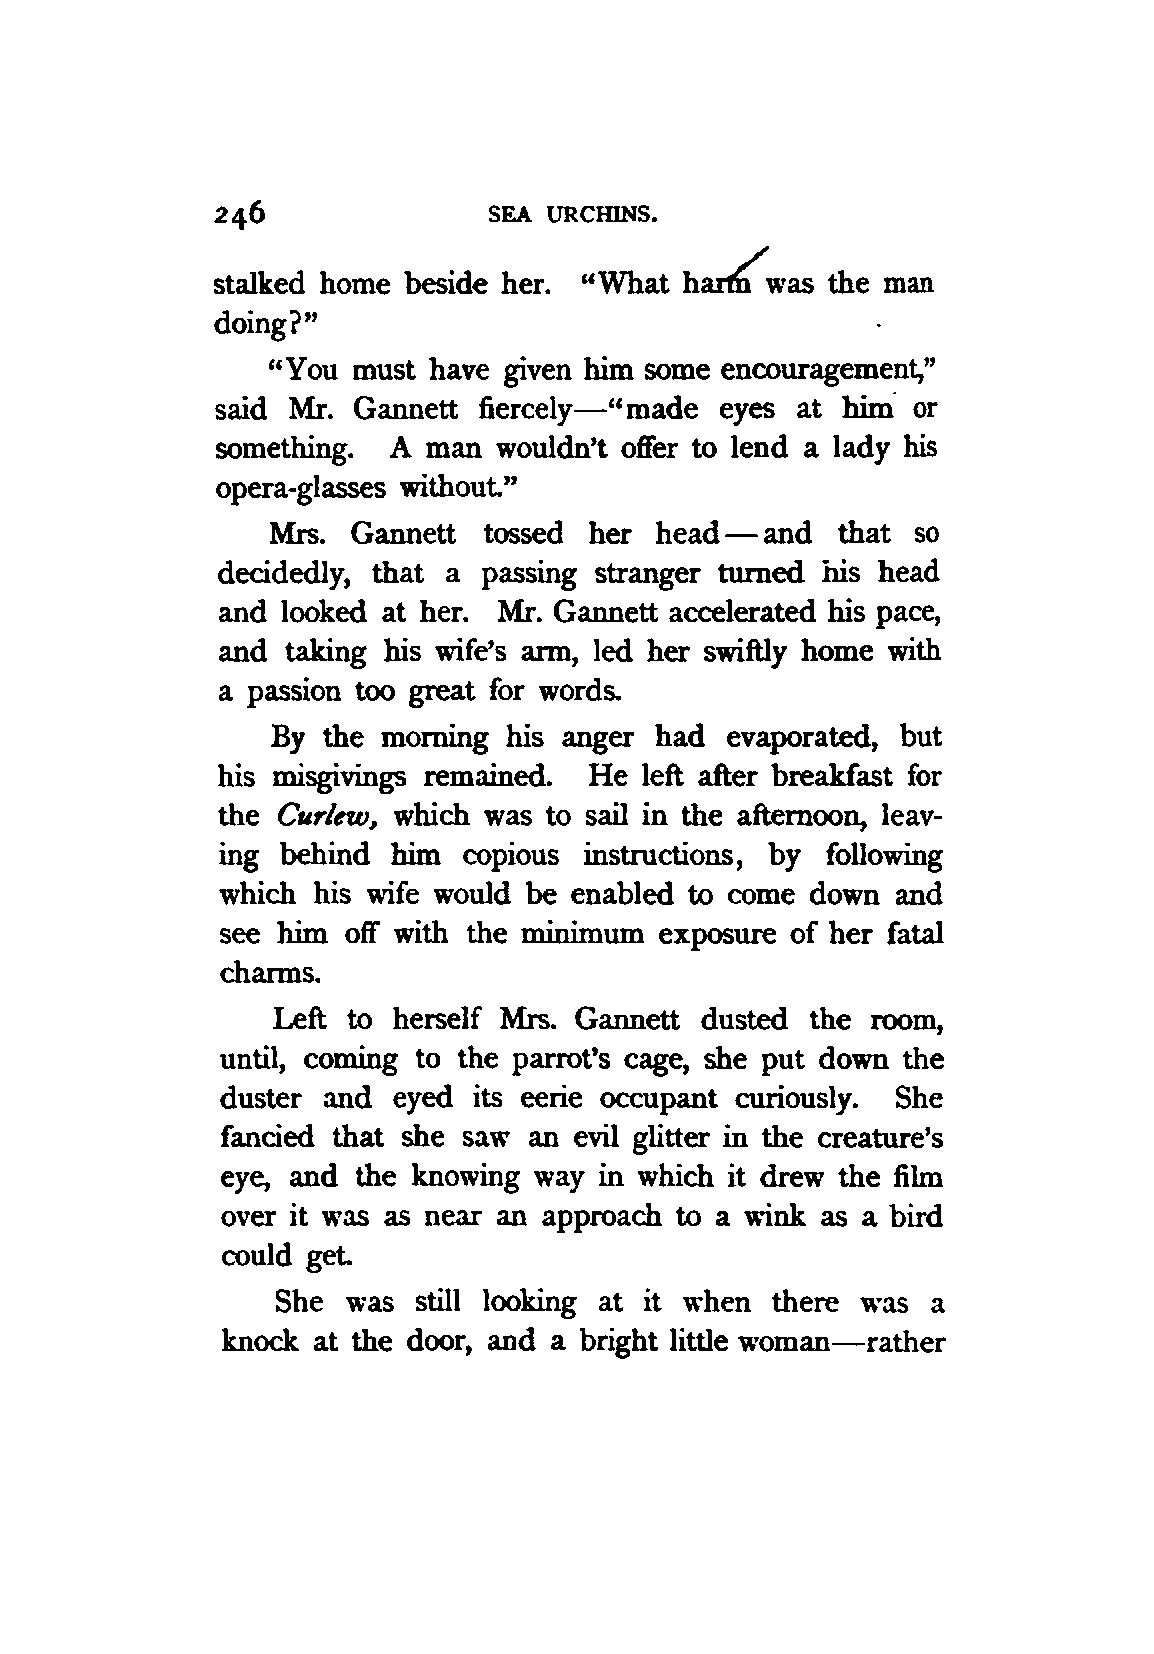 246 SEA URCHINS.
stalked home beside her. “What harm was the man
doing?”
“You must have given him some encouragement,”
said Mr. Gannett fiercely—“made eyes at him or
something. A man wouldn’t offer to lend a lady his
opera-glasses without.”
Mrs. Gannett tossed her head—and that so
decidedly, that a passing stranger turned his head
and looked at her. Mr. Gannett accelerated his pace,
and taking his wife’s arm, led her swiftly home with
a passion too great for words.
By the morning his anger had evaporated, but
his misgivings remained. He left after breakfast for
the Curlew, which was to sail in the afternoon, leav-
ing behind him copious instructions, by following
which his wife would be enabled to come down and
see him off with the minimum exposure of her fatal
charms.
Left to herself Mrs. Gannett dusted the room,
until, coming to the parrot’s cage, she put down the
duster and eyed its eerie occupant curiously. She
fancied that she saw an evil glitter in the creature’s
eye, and the knowing way in which it drew the film
over it was as near an approach to a wink as a bird
could get.
She was still looking at it when there was a
knock at the door, and a bright little woman—rather